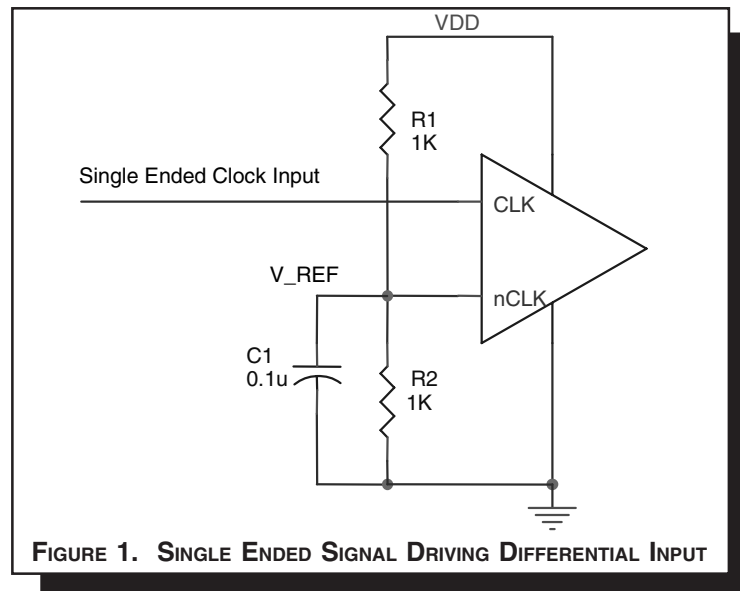 VDD
R1
1K
Single Ended Clock Input
CLK
V_REF
nCLK
C1
0.1u
R2
1K
FIGURE 1. SINGLE ENDED SIGNAL DRIVING DIFFERENTIAL INPUT